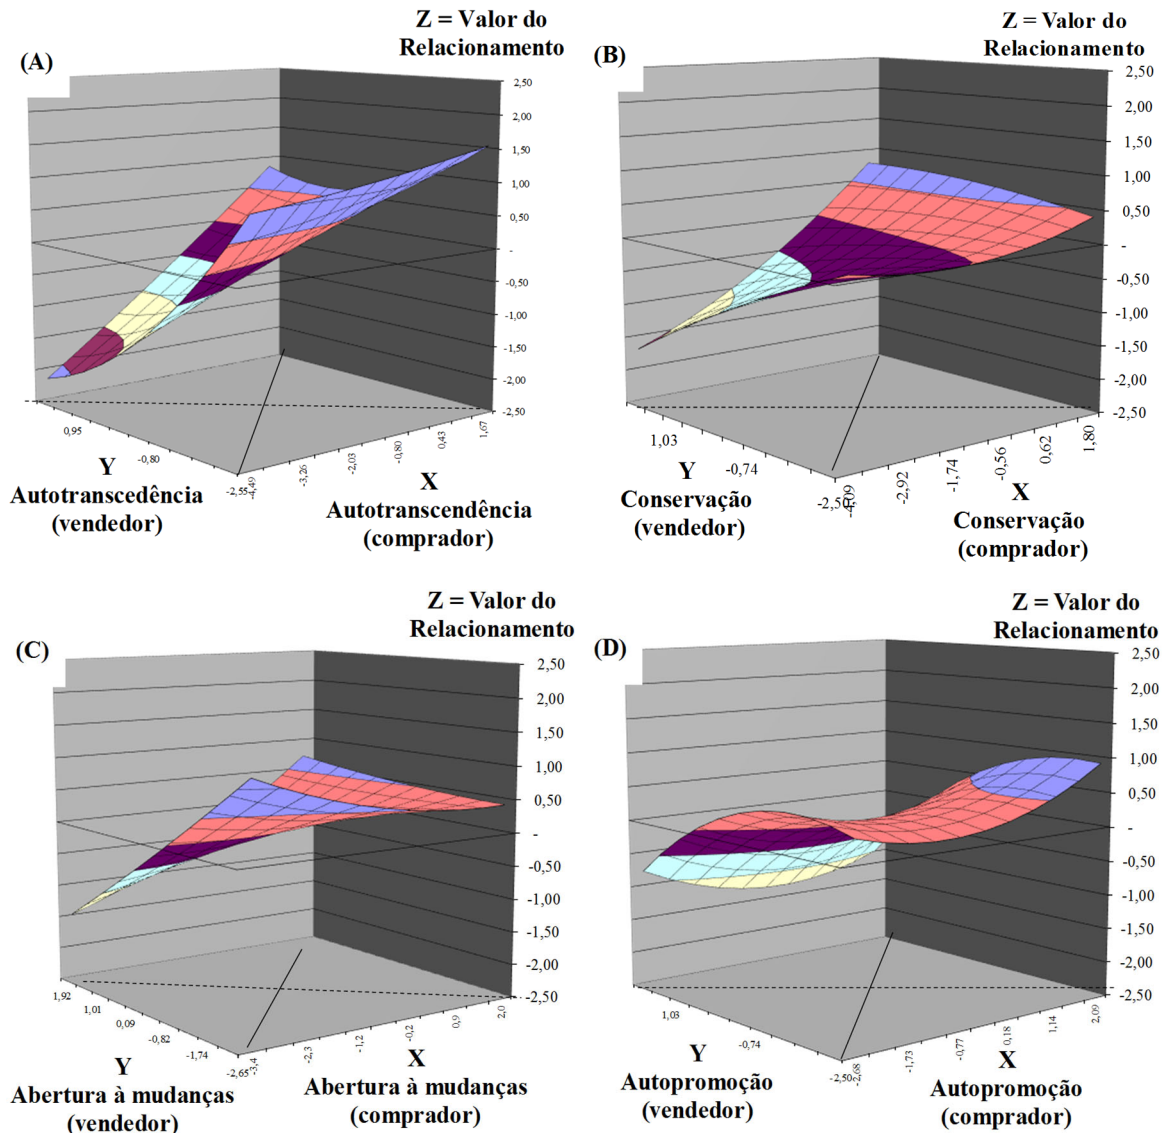 Z = Valor do
Relacionamento
(A)
2,50
2,00
1,50
1,00
0,50
-
-0,50
-1,00
-1,50
-2,00
-2,50
0,95
-0,80
-2,55
-4,49
-3,26
-2,03
-0,80
0,43
1,67
Y
Autotranscedência
(vendedor)
X
Autotranscendência
(comprador)
Z = Valor do
Relacionamento
(B)
2,50
2,00
1,50
1,00
0,50
-
-0,50
-1,00
-1,50
-2,00
-2,50
1,03
-0,74
-2,50
-4,09
-2,92
-1,74
-0,56
0,62
1,80
Y
Conservação
(vendedor)
X
Conservação
(comprador)
Z = Valor do
Relacionamento
(C)
2,50
2,00
1,50
1,00
0,50
-
-0,50
-1,00
-1,50
-2,00
-2,50
1,92
1,01
0,09
-0,82
-1,74
-2,65
-3,4
-2,3
-1,2
-0,2
0,9
2,0
Y
Abertura à mudanças
(vendedor)
X
Abertura à mudanças
(comprador)
Z = Valor do
Relacionamento
(D)
2,50
2,00
1,50
1,00
0,50
-
-0,50
-1,00
-1,50
-2,00
-2,50
1,03
-0,74
-2,50
-2,68
-1,73
-0,77
0,18
1,14
2,09
Y
Autopromoção
(vendedor)
X
Autopromoção
(comprador)